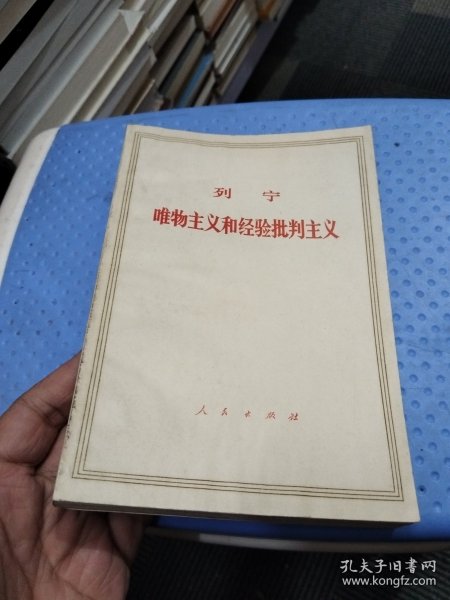 列 宁
唯物主义和经验批判主义
人民出版社
孔夫子旧书网
www.kongfz.com